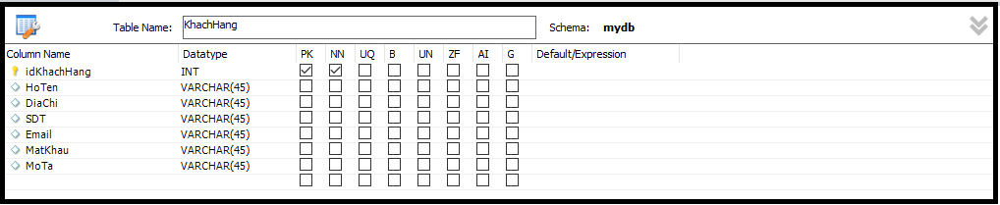 Table Name: KhachHang Schema: mydb
Column Name Datatype PK NN UQ B UN ZF AI G Default/Expression
idKhachHang INT
HoTen VARCHAR(45)
DiaChi VARCHAR(45)
SDT VARCHAR(45)
Email VARCHAR(45)
MatKhau VARCHAR(45)
MoTa VARCHAR(45)